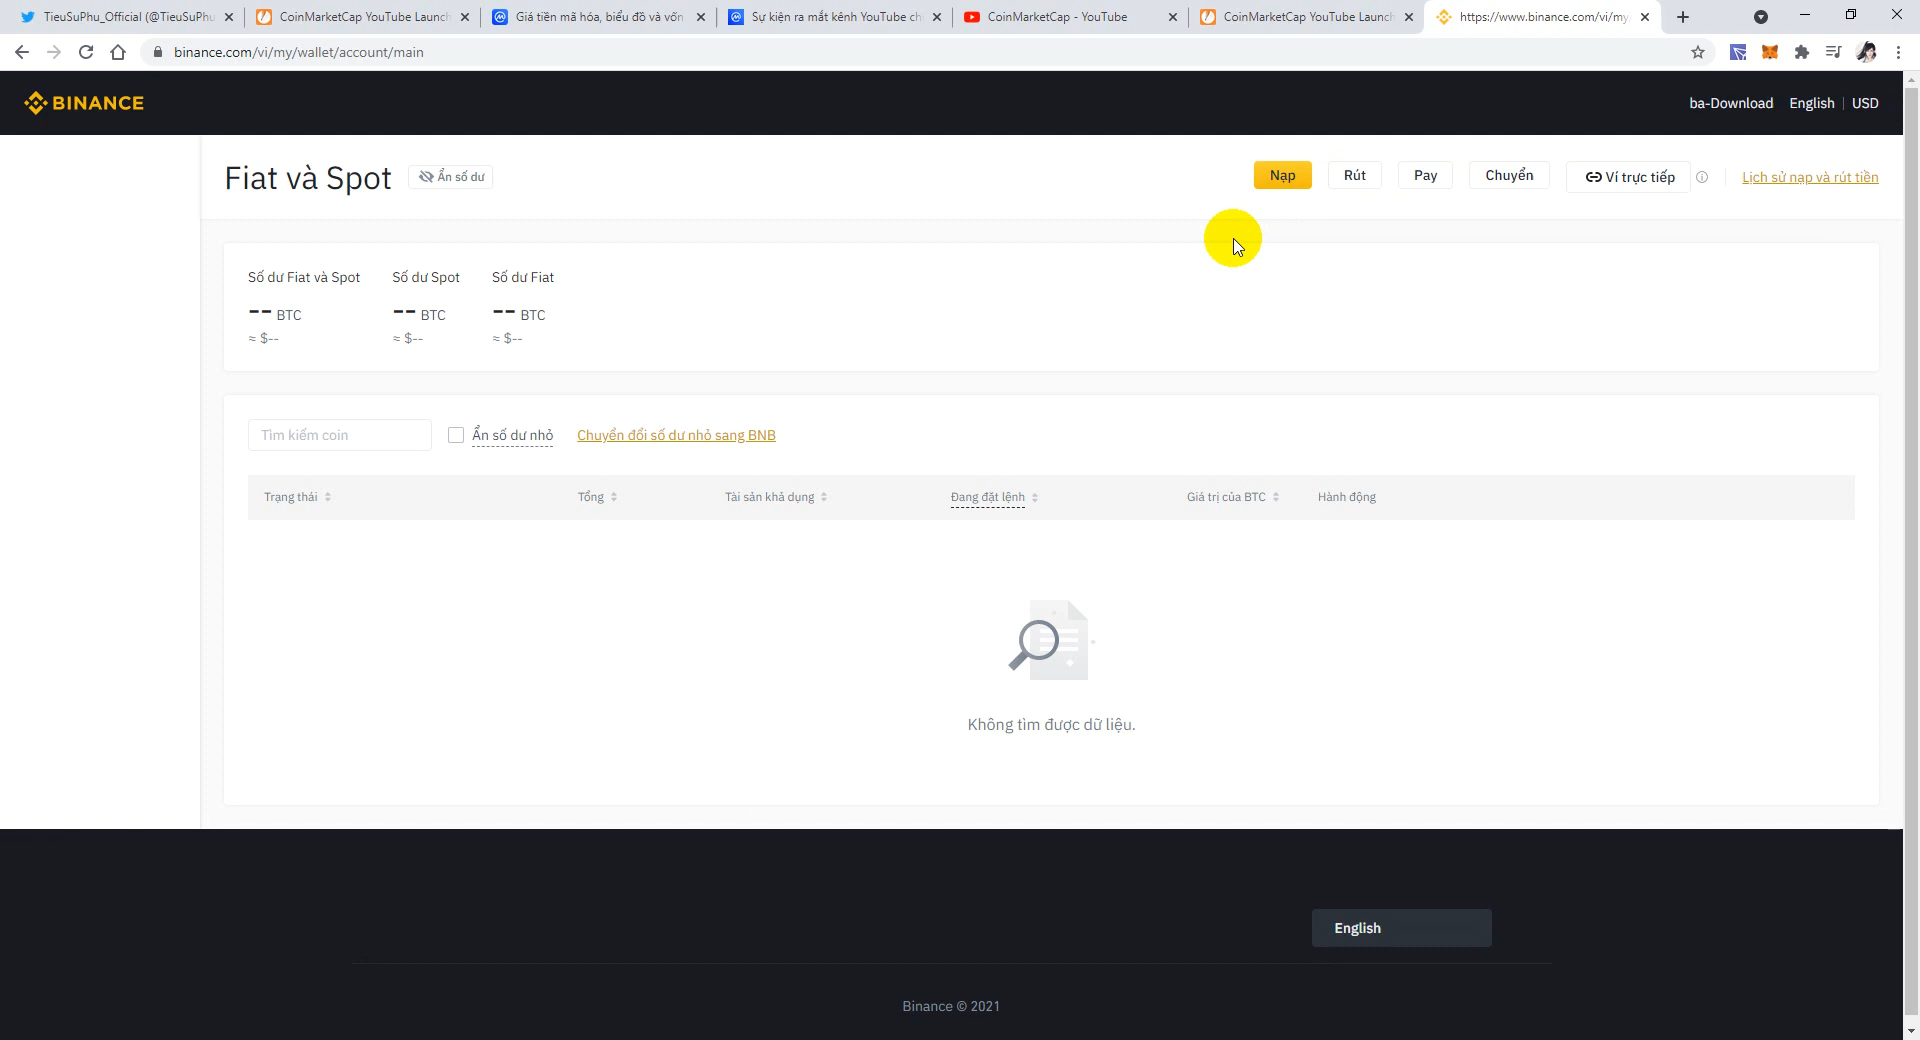 TieuSuPhu_Official (@TieuSuPhu
CoinMarketCap YouTube Launch
Giá tiền mã hóa, biểu đồ và vốn
Sự kiện ra mắt kênh YouTube ch
CoinMarketCap - YouTube
CoinMarketCap YouTube Launch
https://www.binance.com/vi/my
binance.com/vi/my/wallet/account/main
BINANCE
ba-Download English | USD
Fiat và Spot
Ẩn số dư
Nạp
Rút
Pay
Chuyển
Ví trực tiếp
Lịch sử nạp và rút tiền
Số dư Fiat và Spot
Số dư Spot
Số dư Fiat
-- BTC
-- BTC
-- BTC
≈ $--
≈ $--
≈ $--
Tìm kiếm coin
Ẩn số dư nhỏ
Chuyển đổi số dư nhỏ sang BNB
Trạng thái
Tổng
Tài sản khả dụng
Đang đặt lệnh
Giá trị của BTC
Hành động
Không tìm được dữ liệu.
English
Binance © 2021